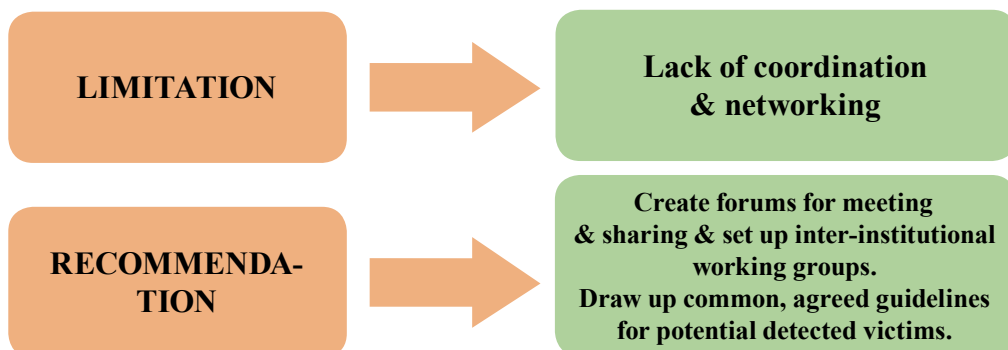 LIMITATION
Lack of coordination
& networking
RECOMMENDA-
TION
Create forums for meeting
& sharing & set up inter-institutional
working groups.
Draw up common, agreed guidelines
for potential detected victims.